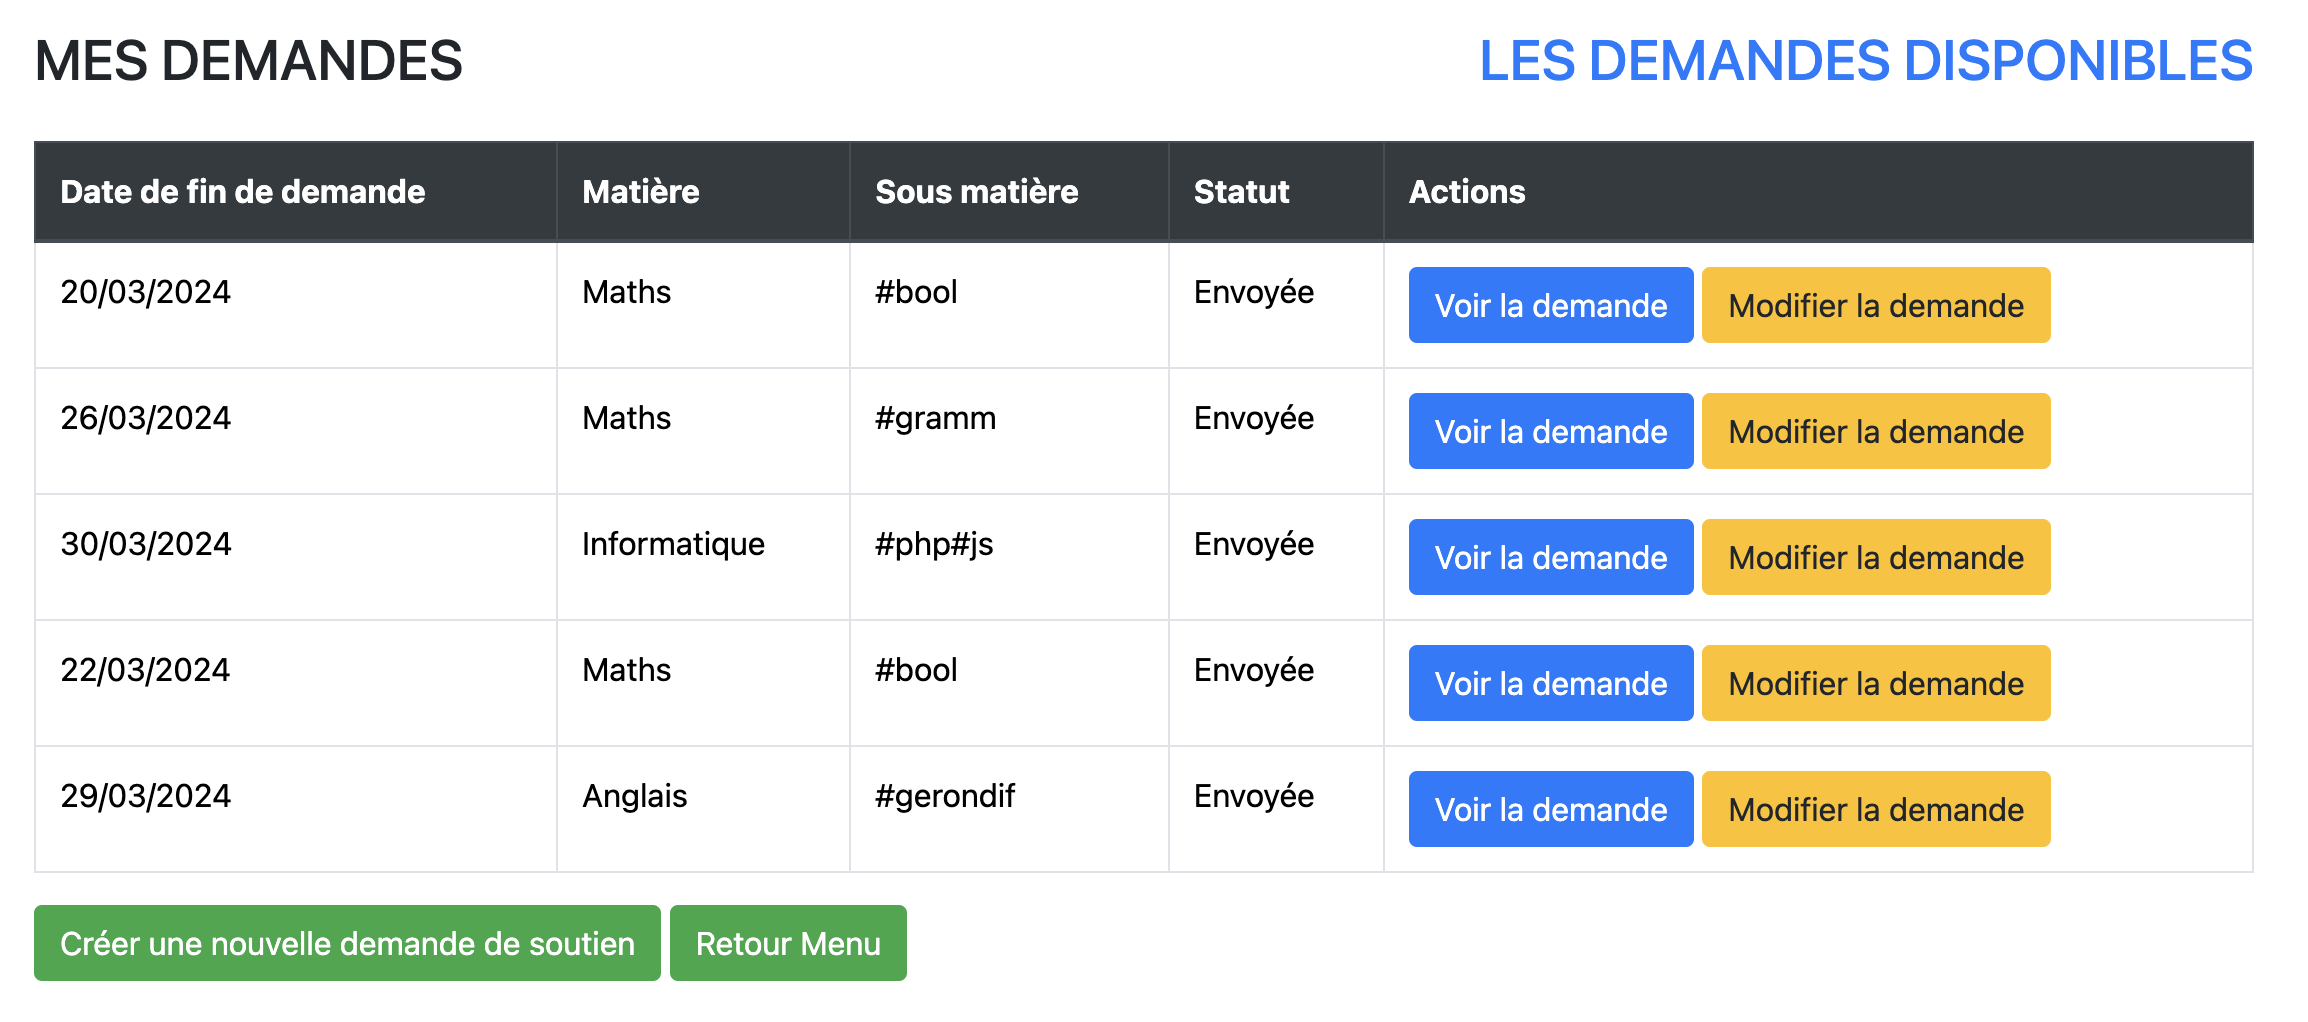 MES DEMANDES LES DEMANDES DISPONIBLES
Date de fin de demande Matière Sous matière Statut Actions
20/03/2024 Maths #bool Envoyée Voir la demande Modifier la demande
26/03/2024 Maths #gramm Envoyée Voir la demande Modifier la demande
30/03/2024 Informatique #php#js Envoyée Voir la demande Modifier la demande
22/03/2024 Maths #bool Envoyée Voir la demande Modifier la demande
29/03/2024 Anglais #gerondif Envoyée Voir la demande Modifier la demande
Créer une nouvelle demande de soutien Retour Menu